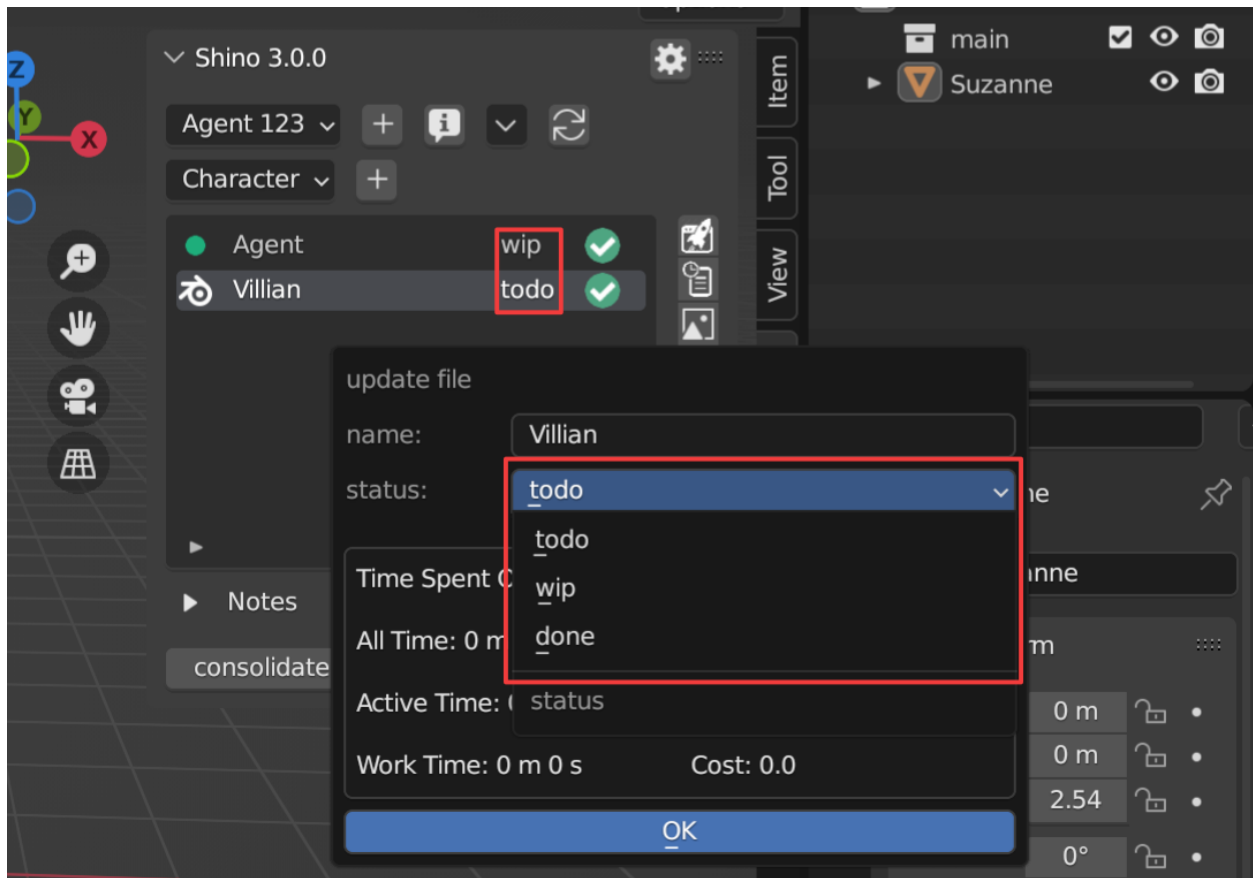 Shino 3.0.0
Agent 123
Character
Agent wip
Villian todo
Notes
consolidate
Z
Y
X
Item
Tool
View
main
Suzanne
update file
name: Villian
status: todo
todo
wip
done
status
Time Spent
All Time: 0 m
Active Time:
Work Time: 0 m 0 s Cost: 0.0
OK
0 m
0 m
2.54
0°